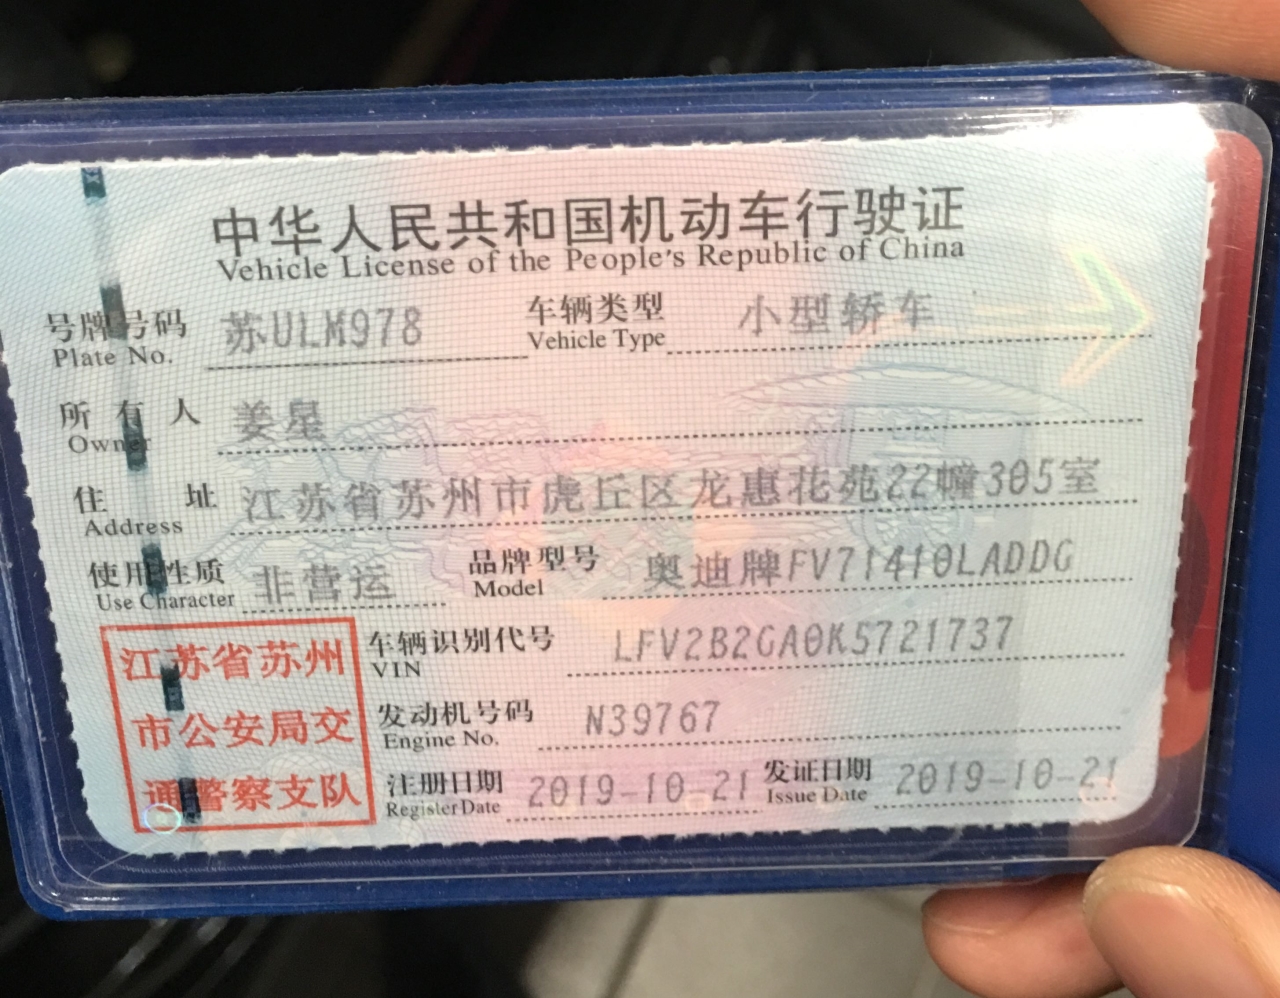 中华人民共和国机动车行驶证
Vehicle License of the People's Republic of China
号牌号码 苏ULM978 车辆类型 小型轿车
Plate No. Vehicle Type
所有人 姜星
Owner
住址 江苏省苏州市虎丘区龙惠花苑22幢305室
Address
使用性质 非营运 品牌型号 奥迪牌FV71410LADDG
Use Character Model
江苏省苏州
市公安局交
通警察支队
车辆识别代号 LFV2B2GA0K5721737
VIN
发动机号码 N39767
Engine No.
注册日期 2019-10-21 发证日期 2019-10-21
Register Date Issue Date